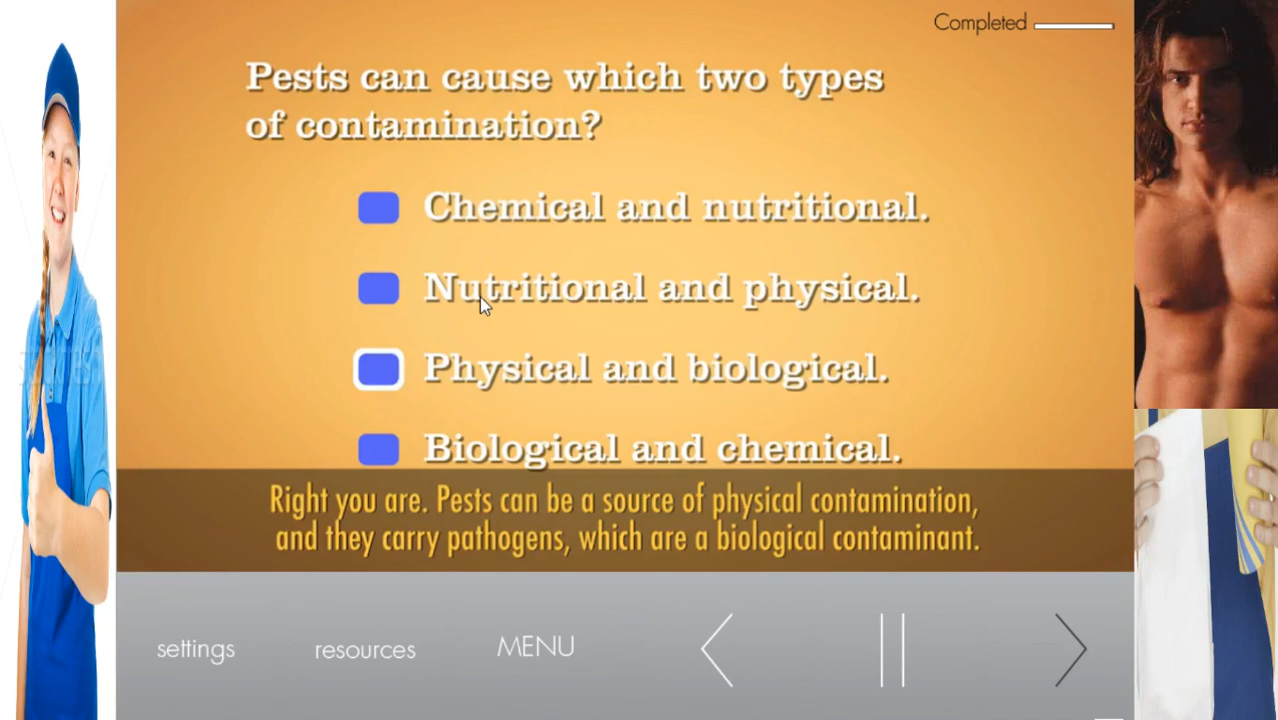 Completed
Pests can cause which two types
of contamination?
Chemical and nutritional.
Nutritional and physical.
Physical and biological.
Biological and chemical.
Right you are. Pests can be a source of physical contamination,
and they carry pathogens, which are a biological contaminant.
settings resources MENU